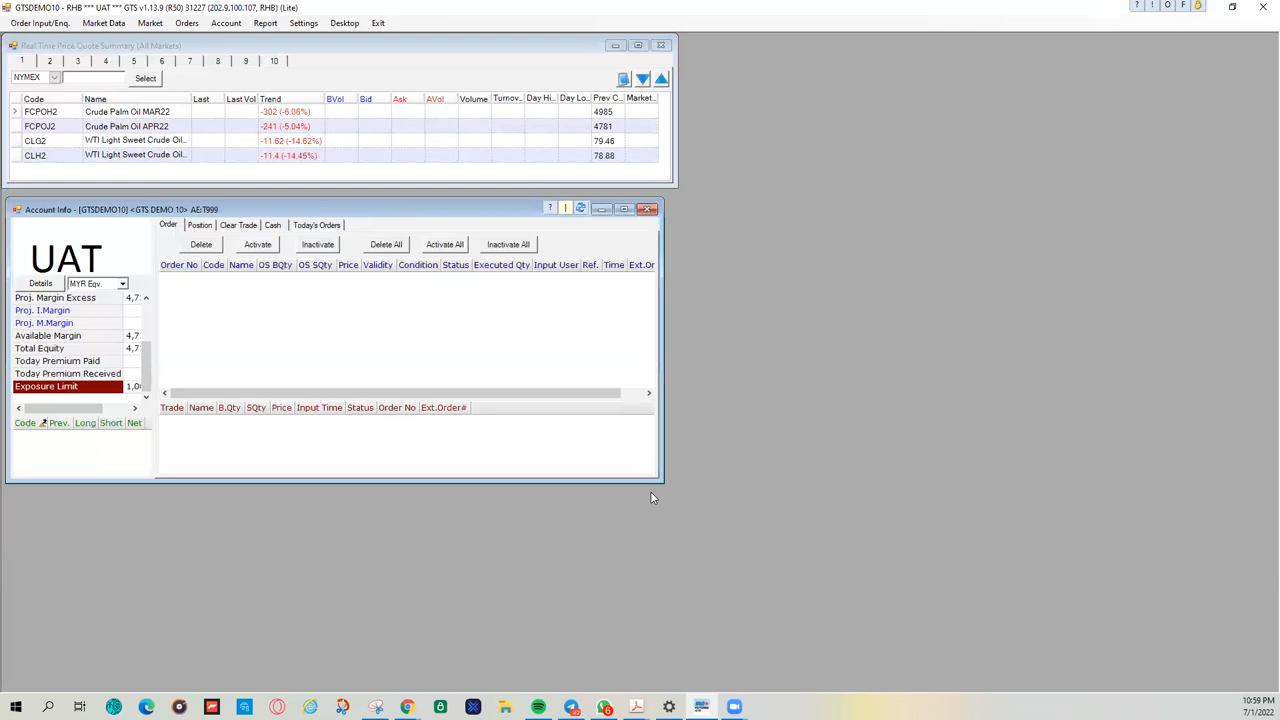 GTSDEMO10 - RHB *** UAT *** GTS v1.13.9 (R50) 31227 (202.9.100.107, RHB) (Lite)
? ! O F
Order Input/Enq. Market Data Market Orders Account Report Settings Desktop Exit
Real Time Price Quote Summary (All Markets)
1 2 3 4 5 6 7 8 9 10
NYMEX Select
Code Name Last Last Vol Trend BVol Bid Ask AVol Volume Turnov... Day Hi... Day Lo... Prev C... Market...
FCPOH2 Crude Palm Oil MAR22 -302 (-6.06%) 4985
FCPOJ2 Crude Palm Oil APR22 -241 (-5.04%) 4781
CLG2 WTI Light Sweet Crude Oil... -11.62 (-14.62%) 79.46
CLH2 WTI Light Sweet Crude Oil... -11.4 (-14.45%) 78.88
Account Info - [GTSDEMO10] <GTS DEMO 10> AE:T999
Order Position Clear Trade Cash Today's Orders
UAT
Delete Activate Inactivate Delete All Activate All Inactivate All
Order No Code Name OS BQty OS SQty Price Validity Condition Status Executed Qty Input User Ref. Time Ext.Or
Details MYR Eqv.
Proj. Margin Excess 4,7
Proj. I.Margin
Proj. M.Margin
Available Margin 4,7
Total Equity 4,7
Today Premium Paid
Today Premium Received
Exposure Limit 1,0
Trade Name B.Qty SQty Price Input Time Status Order No Ext.Order#
Code Prev. Long Short Net
10:59 PM
7/1/2022